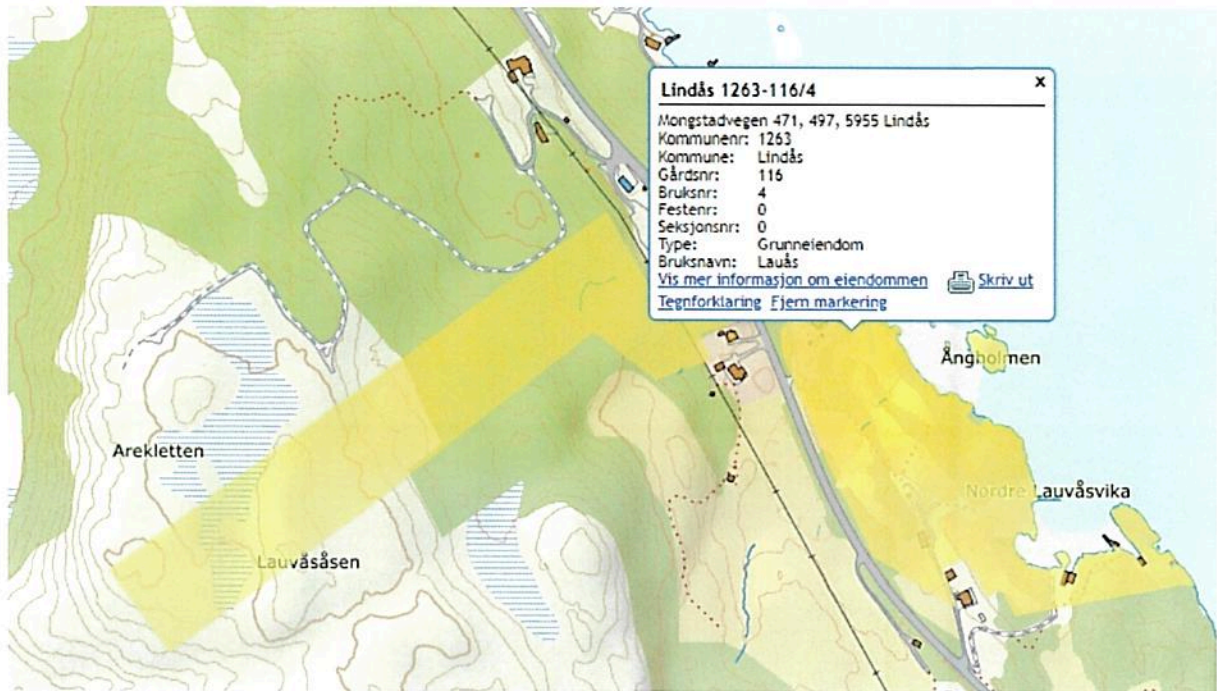 Lindås 1263-116/4 x
Mongstadvegen 471, 497, 5955 Lindås
Kommunenr: 1263
Kommune: Lindås
Gårdsnr: 116
Bruksnr: 4
Festenr: 0
Seksjonsnr: 0
Type: Grunneiendom
Bruksnavn: Lauås
Vis mer informasjon om eiendommen Skriv ut
Tegnforklaring Fjern markering
Ångholmen
Arekletten
Nordre Lauvåsvika
Lauvåsåsen